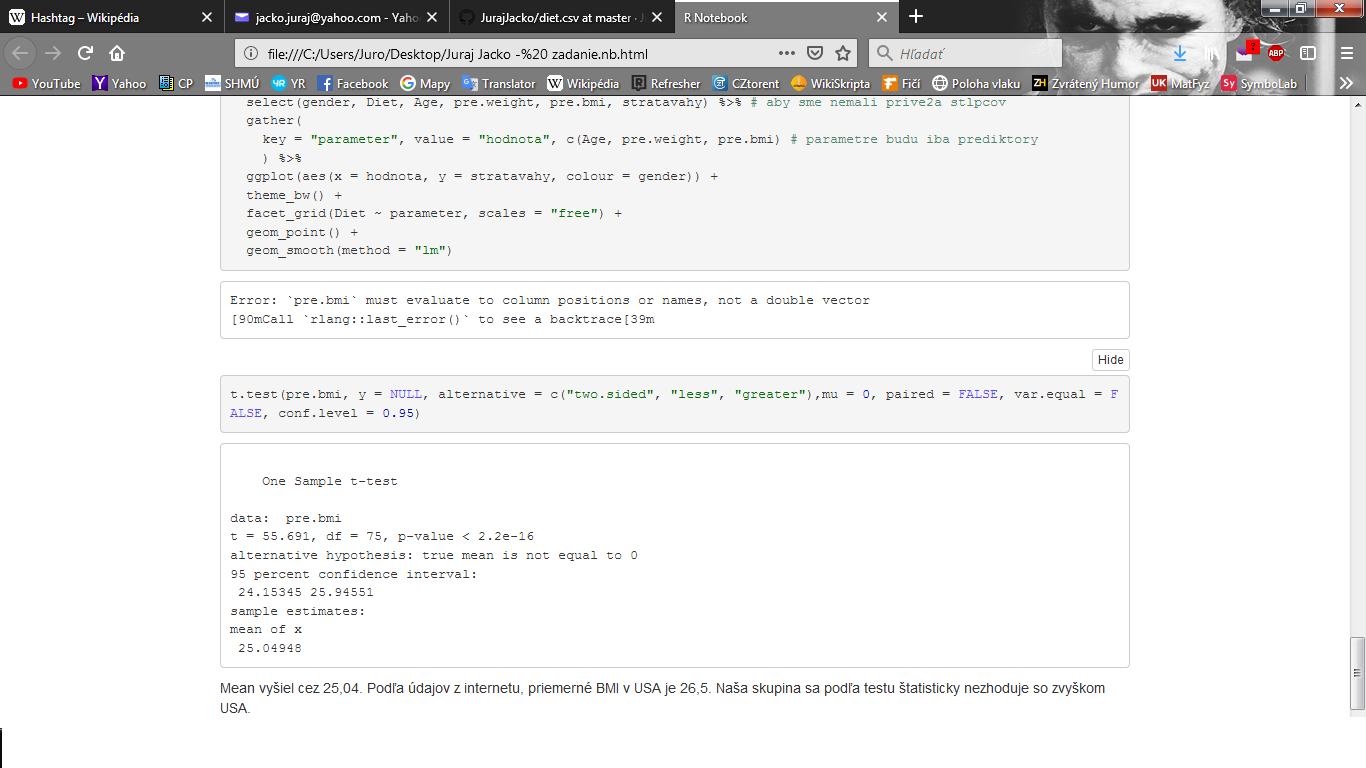 Hashtag – Wikipédia
jacko.juraj@yahoo.com - Yaho
JurajJacko/diet.csv at master · J
R Notebook
file:///C:/Users/Juro/Desktop/Juraj Jacko -%20 zadanie.nb.html
Hľadať
YouTube Yahoo CP SHMÚ YR Facebook Mapy Translator Wikipédia Refresher CZtorent WikiSkripta Fičí Poloha vlaku Zvrátený Humor MatFyz SymboLab
select(gender, Diet, Age, pre.weight, pre.bmi, stratavahy) %>% # aby sme nemali prive2a stlpcov
gather(
key = "parameter", value = "hodnota", c(Age, pre.weight, pre.bmi) # parametre budu iba prediktory
) %>%
ggplot(aes(x = hodnota, y = stratavahy, colour = gender)) +
theme_bw() +
facet_grid(Diet ~ parameter, scales = "free") +
geom_point() +
geom_smooth(method = "lm")
Error: `pre.bmi` must evaluate to column positions or names, not a double vector
[90mCall `rlang::last_error()` to see a backtrace[39m
Hide
t.test(pre.bmi, y = NULL, alternative = c("two.sided", "less", "greater"),mu = 0, paired = FALSE, var.equal = F
ALSE, conf.level = 0.95)
One Sample t-test
data:  pre.bmi
t = 55.691, df = 75, p-value < 2.2e-16
alternative hypothesis: true mean is not equal to 0
95 percent confidence interval:
24.15345 25.94551
sample estimates:
mean of x
25.04948
Mean vyšiel cez 25,04. Podľa údajov z internetu, priemerné BMI v USA je 26,5. Naša skupina sa podľa testu štatisticky nezhoduje so zvyškom
USA.